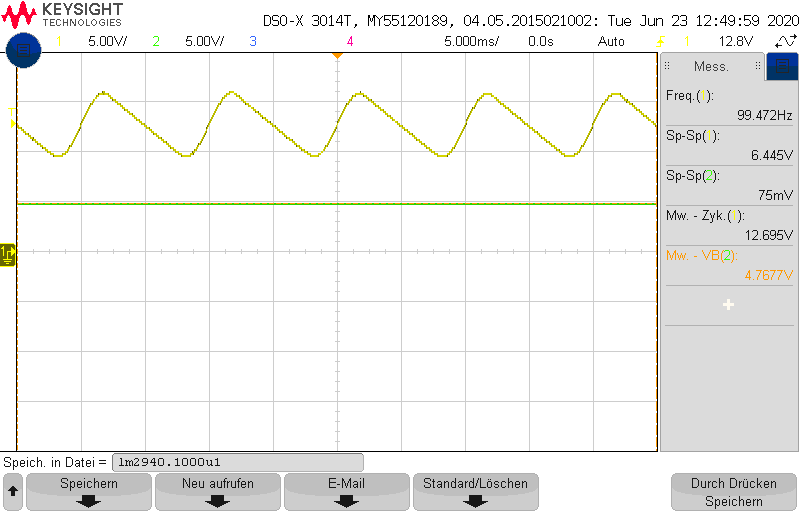 KEYSIGHT
TECHNOLOGIES
DSO-X 3014T, MY55120189, 04.05.2015021002: Tue Jun 23 12:49:59 2020
1 5.00V/ 2 5.00V/ 3 4 5.000ms/ 0.0s Auto 1 12.8V
Mess.
Freq.( ):
99.472Hz
Sp-Sp( ):
6.445V
Sp-Sp(2):
75mV
Mw. - Zyk.(1):
12.695V
Mw. - VB(2):
4.7677V
T
1
Speich. in Datei = lm2940.1000u1
Speichern
Neu aufrufen
E-Mail
Standard/Löschen
Durch Drücken
Speichern